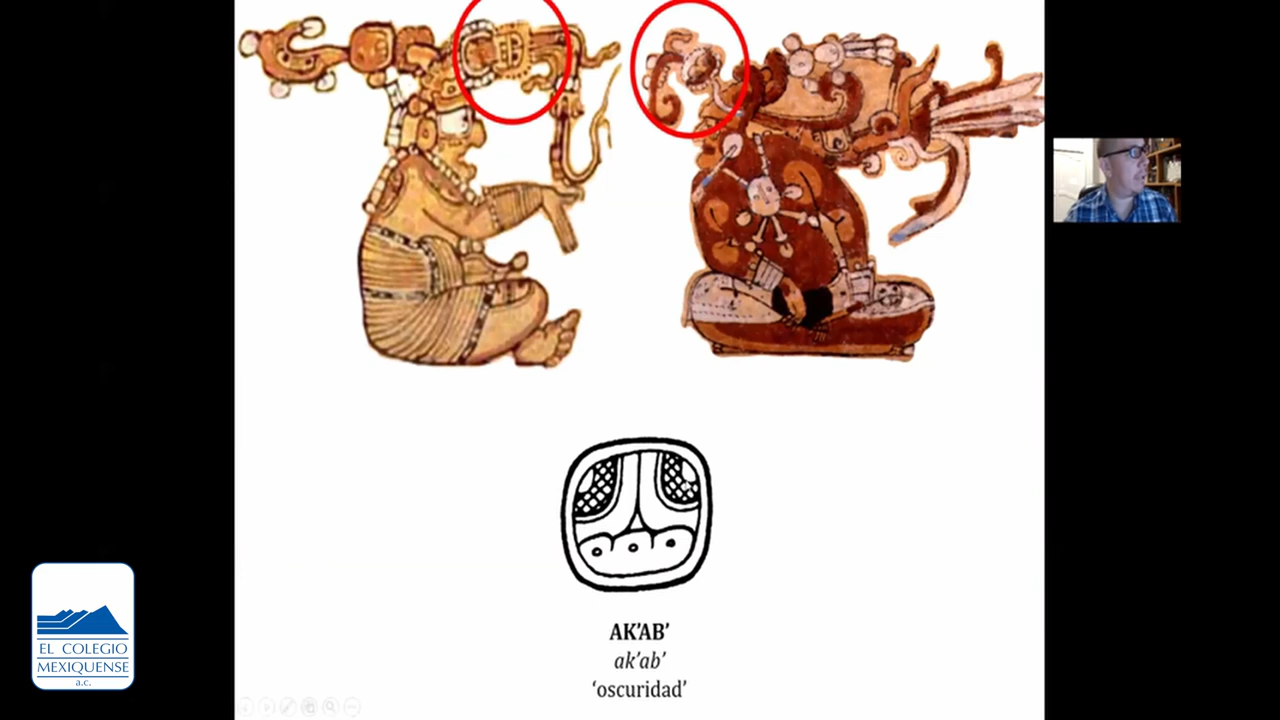 AK'AB'
ak'ab'
‘oscuridad’
EL COLEGIO
MEXIQUENSE
a.c.